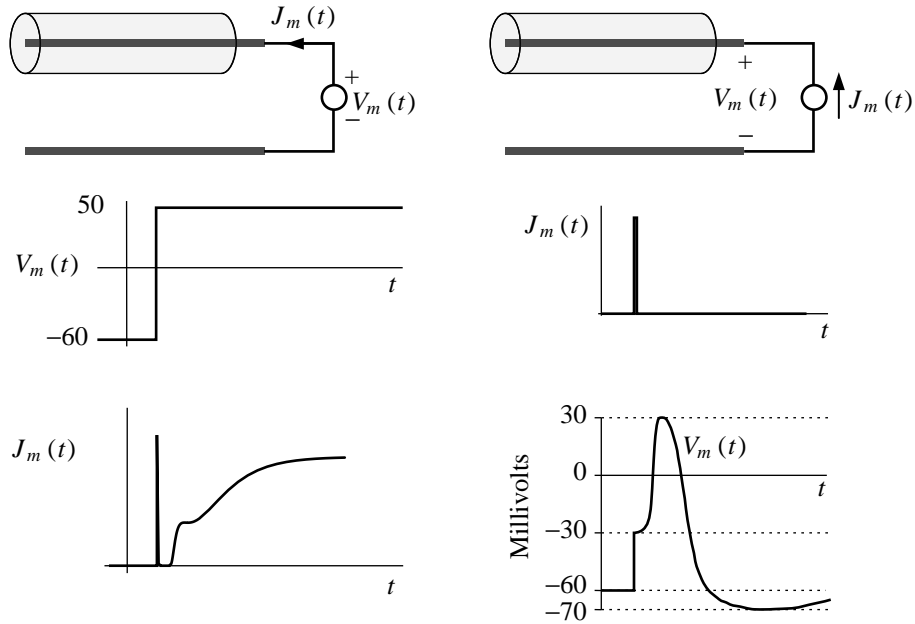 J_m(t)
+
V_m(t)
−
+
V_m(t)
−
J_m(t)
50
V_m(t)
t
−60
J_m(t)
t
J_m(t)
t
Millivolts
30
V_m(t)
0
t
−30
−60
−70